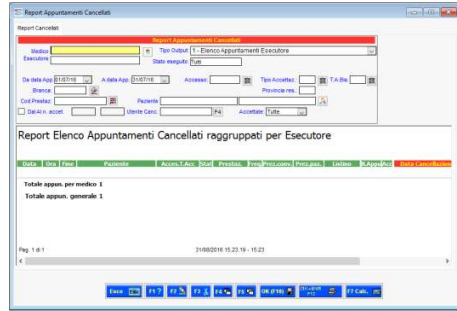 Report Appuntamenti Cancellati
Report Cancellati
Report Appuntamenti Cancellati
Medico Tipo Output 1 - Elenco Appuntamenti Esecutore
Esecutore Stato eseguito Tutti
Da data App. 01/07/16 A data App. 31/07/16 Accesso: Tipo Accettaz.: T.A.Bis:
Branca: Provincia res.:
Cod.Prestaz: Paziente
Dal/Al n. accet. Utente Canc. F4 Accettate: Tutte
Report Elenco Appuntamenti Cancellati raggruppati per Esecutore
Data Ora Fine Paziente Acces.T.Acc. Stat Prestaz. Freq Prez.conv. Prez.paz. Listino Data Cancellazion
Totale appun. per medico 1
Totale appun. generale 1
Pag. 1 di 1 31/08/2016 15.23.19 - 15:23
Esco F1 ? F2 F3 F4 F5 OK (F10) F7 Calc.